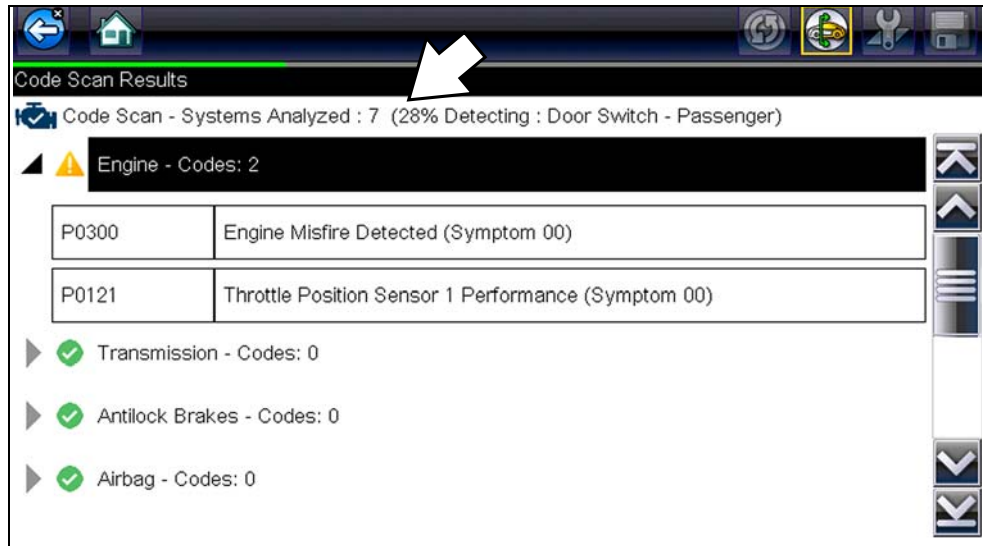 Code Scan Results
Code Scan - Systems Analyzed : 7 (28% Detecting : Door Switch - Passenger)
Engine - Codes: 2
P0300 Engine Misfire Detected (Symptom 00)
P0121 Throttle Position Sensor 1 Performance (Symptom 00)
Transmission - Codes: 0
Antilock Brakes - Codes: 0
Airbag - Codes: 0